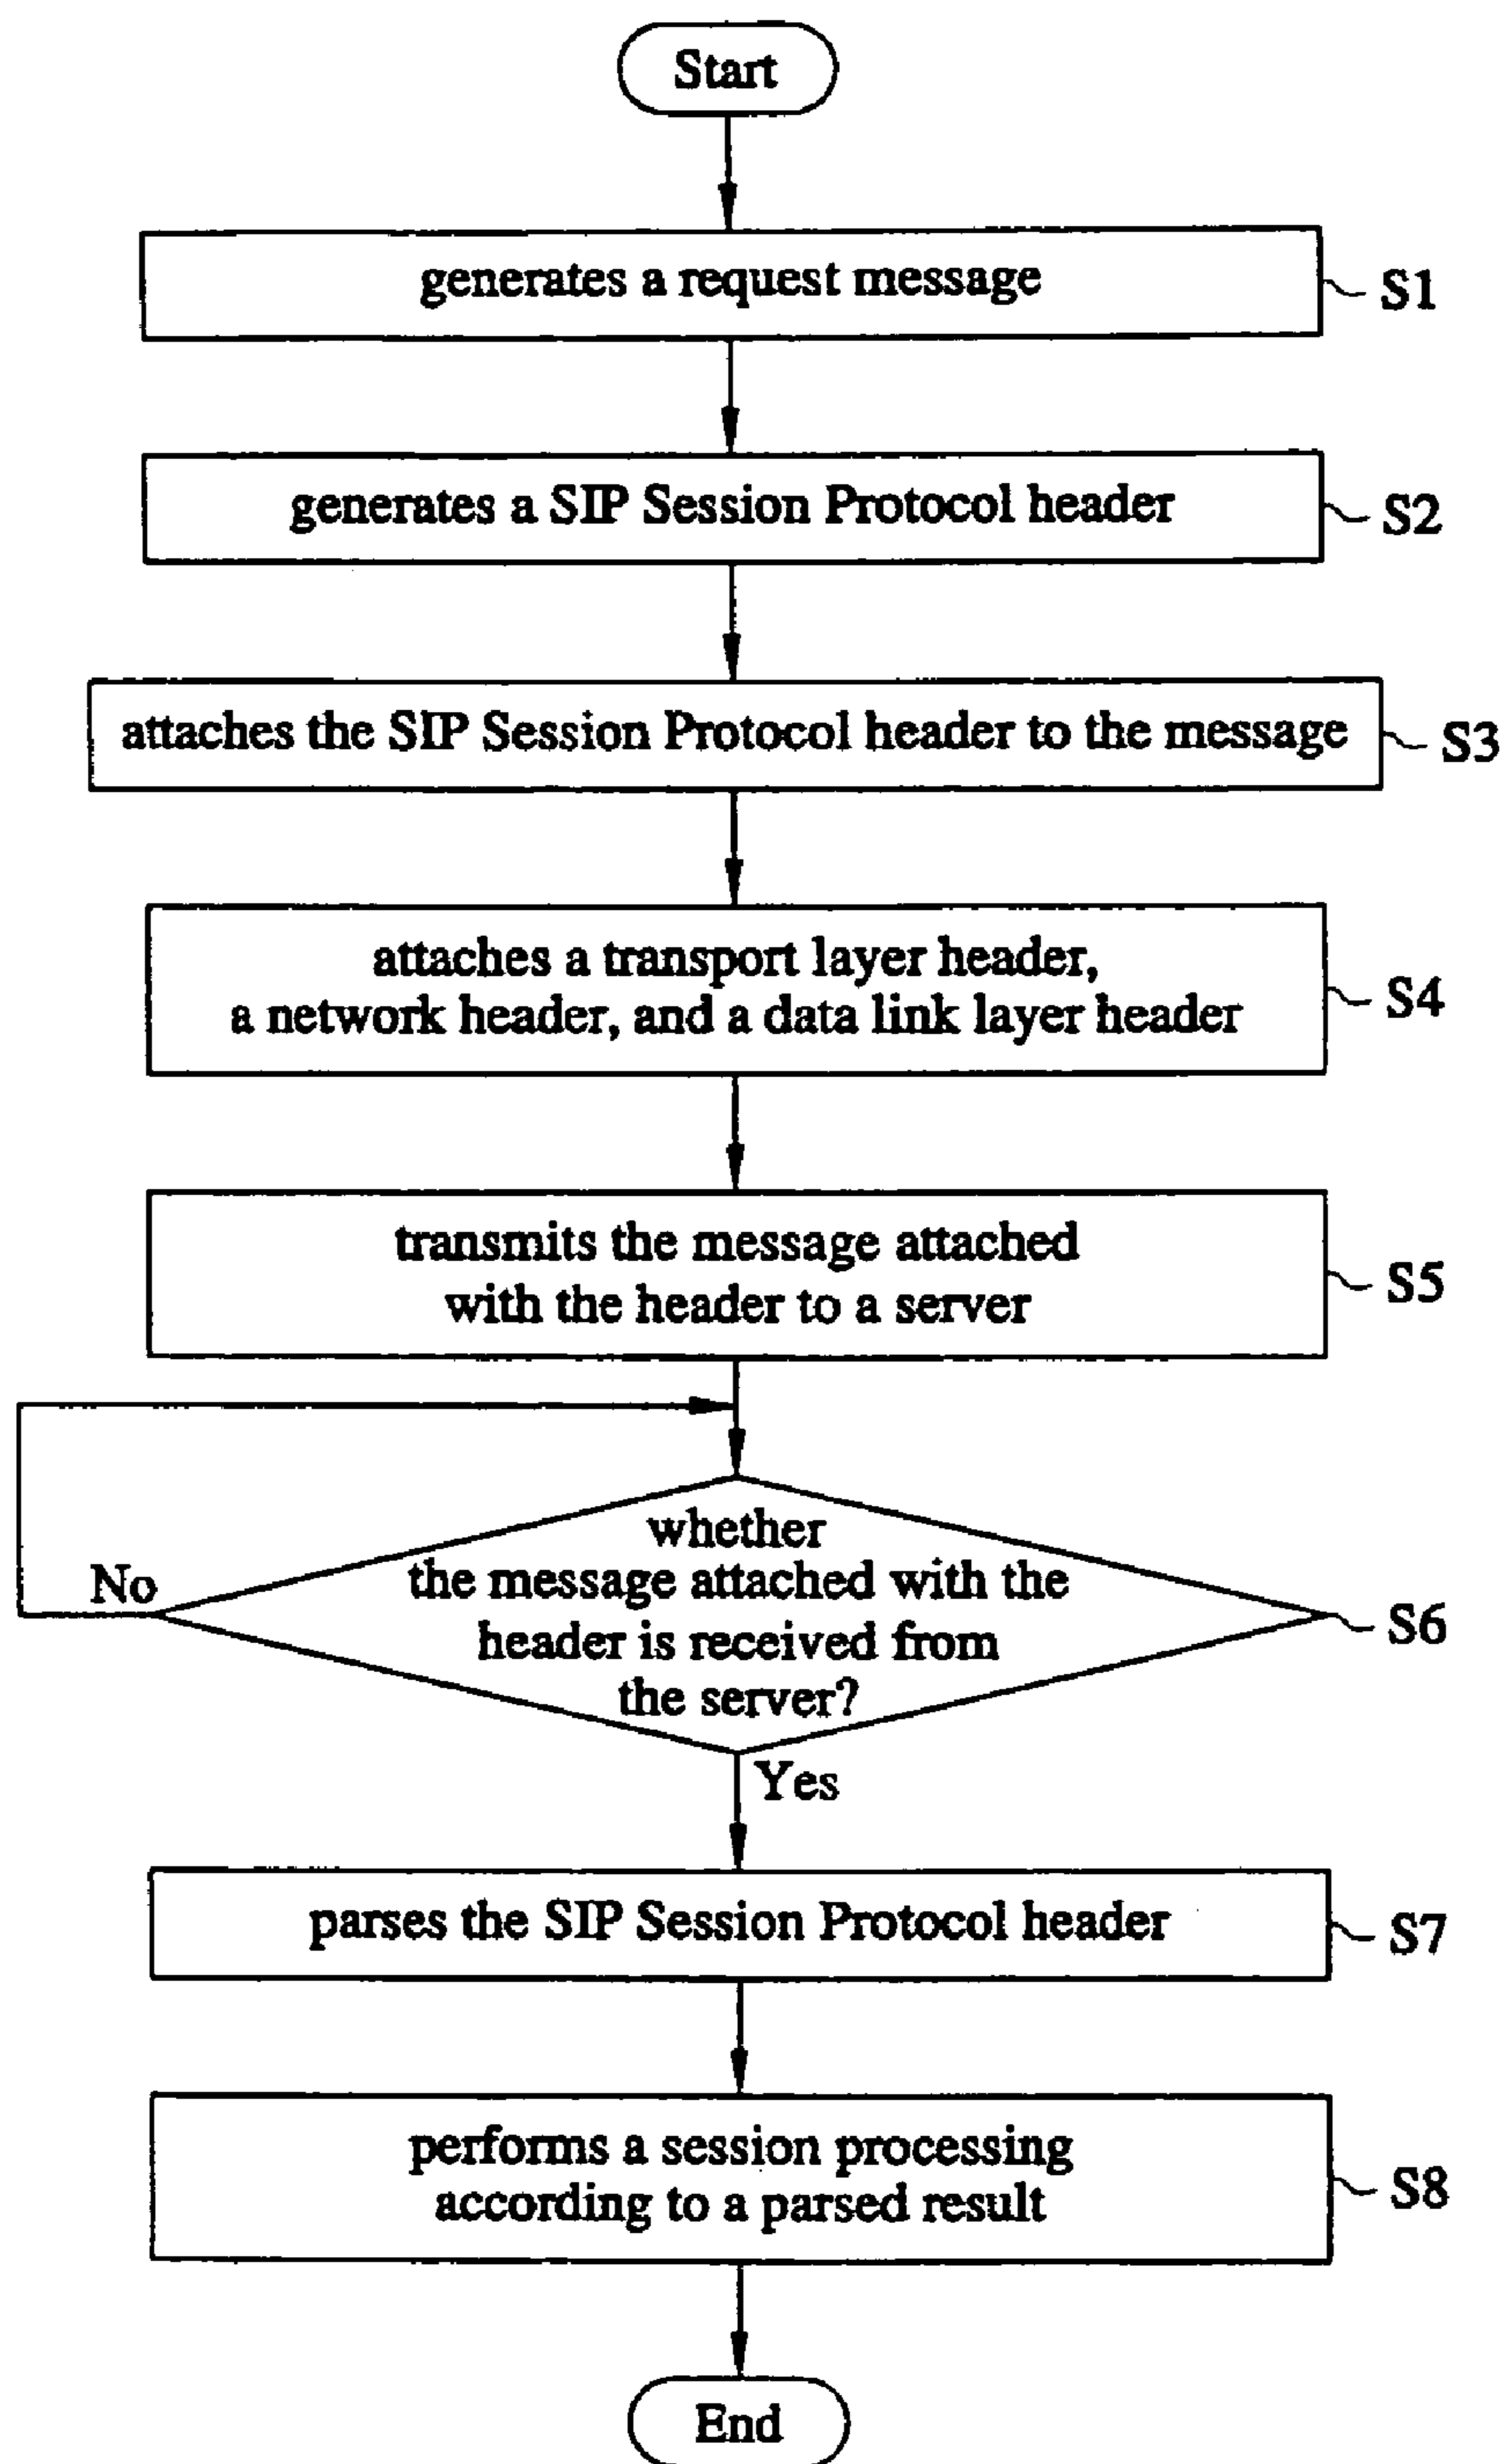 Start
generates a request message
S1
generates a SIP Session Protocol header
S2
attaches the SIP Session Protocol header to the message
S3
attaches a transport layer header,
a network header, and a data link layer header
S4
transmits the message attached
with the header to a server
S5
whether
the message attached with the
header is received from
the server?
No
S6
Yes
parses the SIP Session Protocol header
S7
performs a session processing
according to a parsed result
S8
End